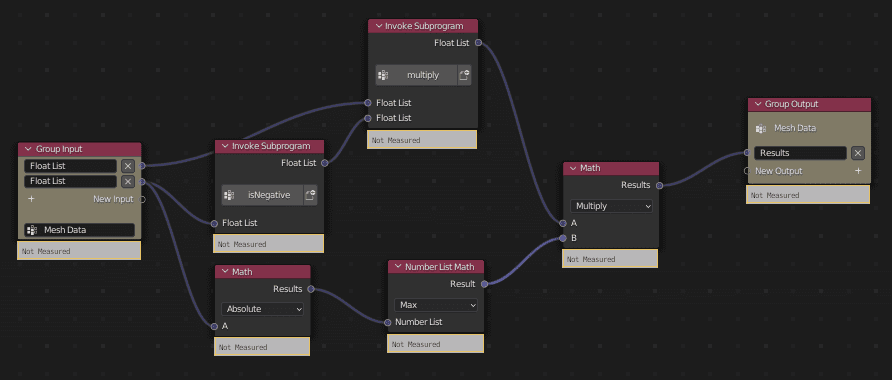 Invoke Subprogram
Float List
multiply
Float List
Float List
Not Measured
Group Input
Float List
Float List
New Input
Mesh Data
Not Measured
Invoke Subprogram
Float List
isNegative
Float List
Not Measured
Math
Results
Absolute
A
Not Measured
Number List Math
Result
Max
Number List
Not Measured
Math
Results
Multiply
A
B
Not Measured
Group Output
Mesh Data
Results
New Output
Not Measured